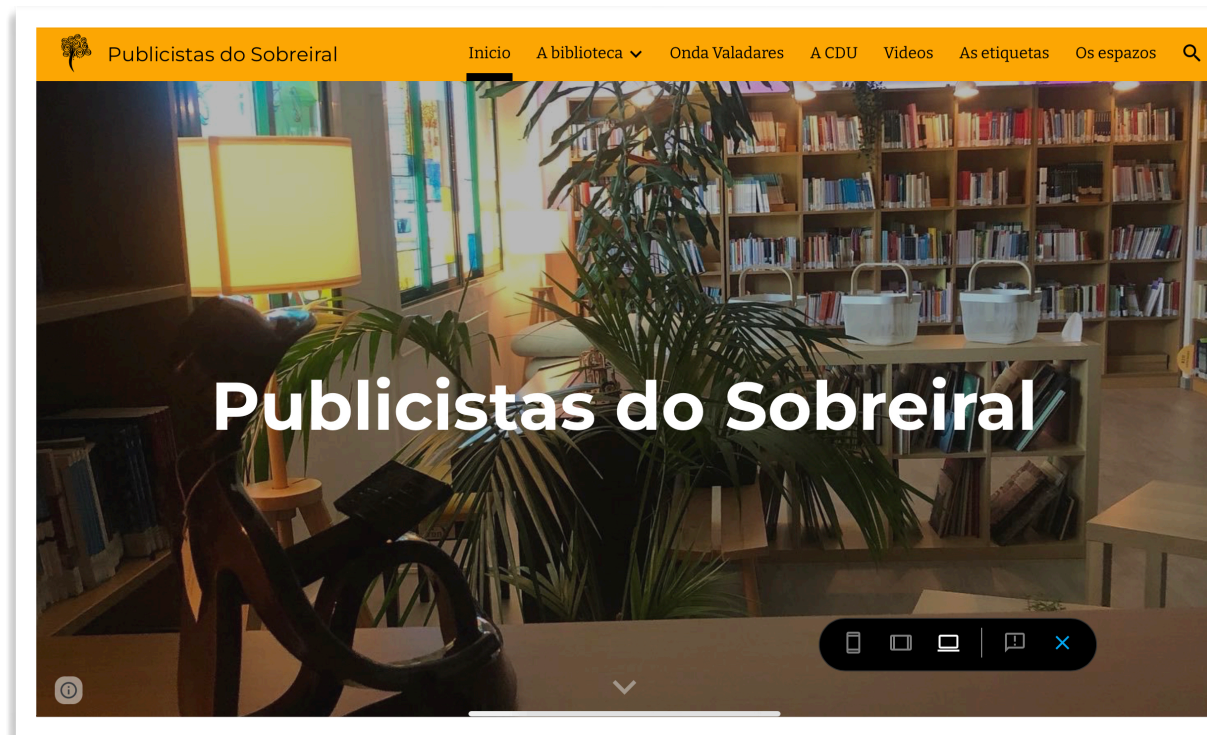 Publicistas do Sobreiral
Inicio A biblioteca Onda Valadares A CDU Videos As etiquetas Os espazos
Publicistas do Sobreiral